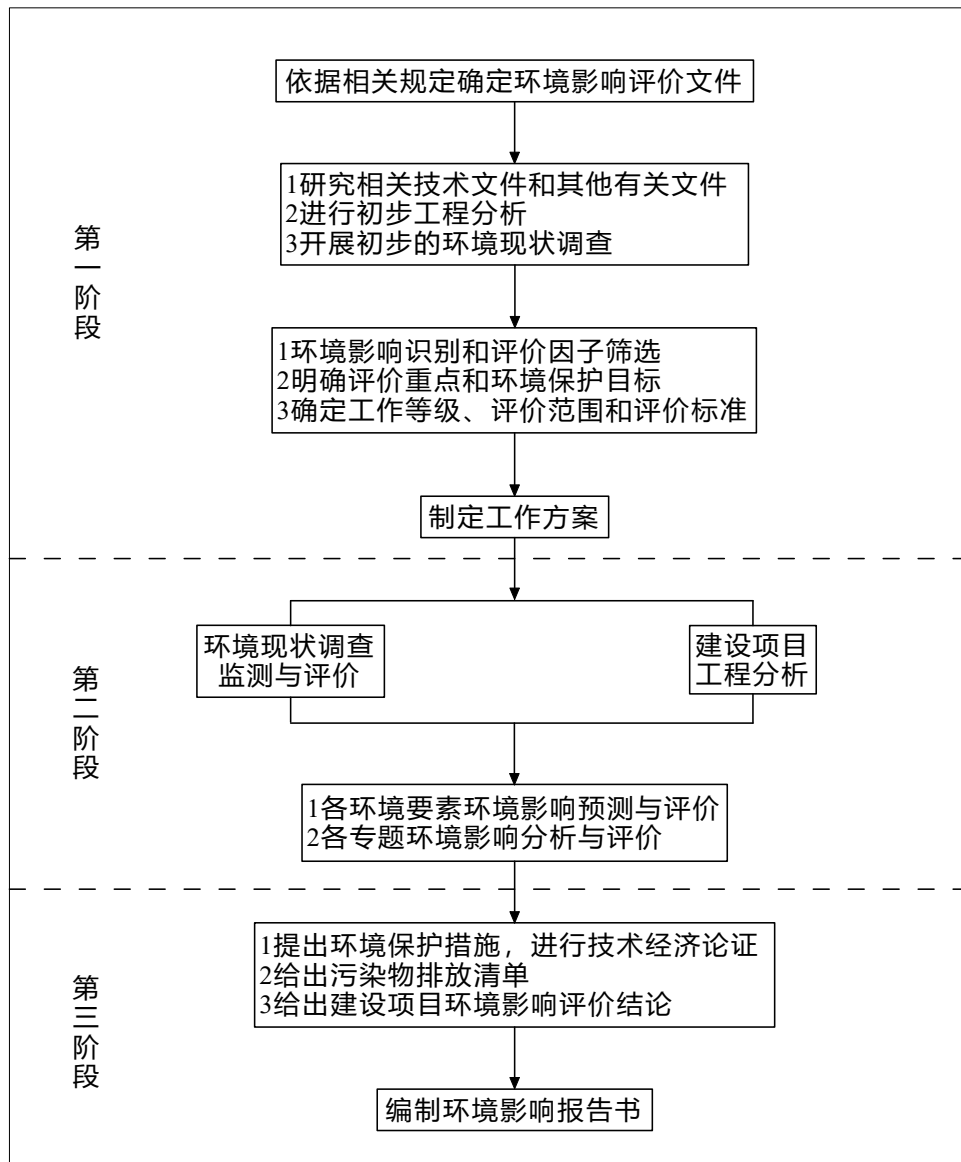 依据相关规定确定环境影响评价文件
1研究相关技术文件和其他有关文件
2进行初步工程分析
3开展初步的环境现状调查
第一阶段
1环境影响识别和评价因子筛选
2明确评价重点和环境保护目标
3确定工作等级、评价范围和评价标准
制定工作方案
环境现状调查
监测与评价
建设项目
工程分析
第二阶段
1各环境要素环境影响预测与评价
2各专题环境影响分析与评价
1提出环境保护措施，进行技术经济论证
2给出污染物排放清单
3给出建设项目环境影响评价结论
第三阶段
编制环境影响报告书